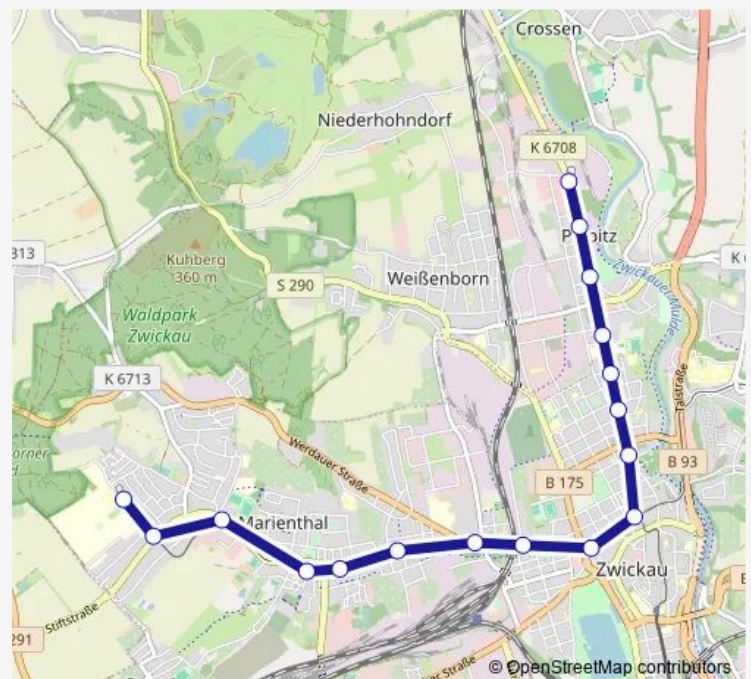 Crossen
Niederhohndorf
K 6708
313
Kuhberg
360 m
S 290
Weißenborn
Zwickauer Mulde
Waldpark
Zwickau
K 6713
Talstraße
Werdauer Straße
B 93
B 175
Marienthal
Zwickau
Stiftstraße
291
Straße
© OpenStreetMap contributors